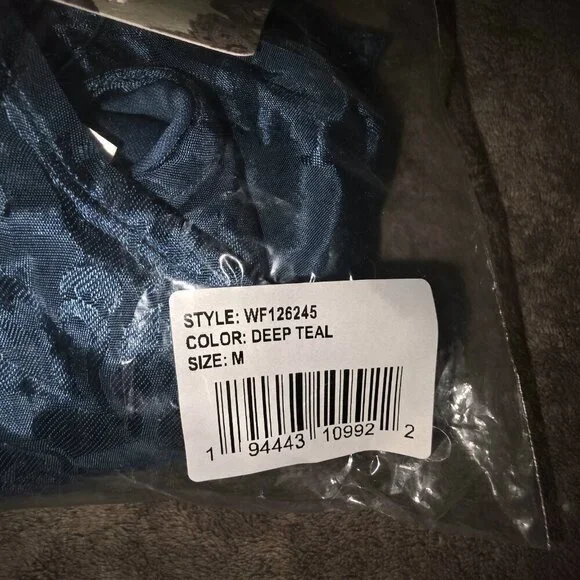 STYLE: WF126245
COLOR: DEEP TEAL
SIZE: M
1 94443 10992 2